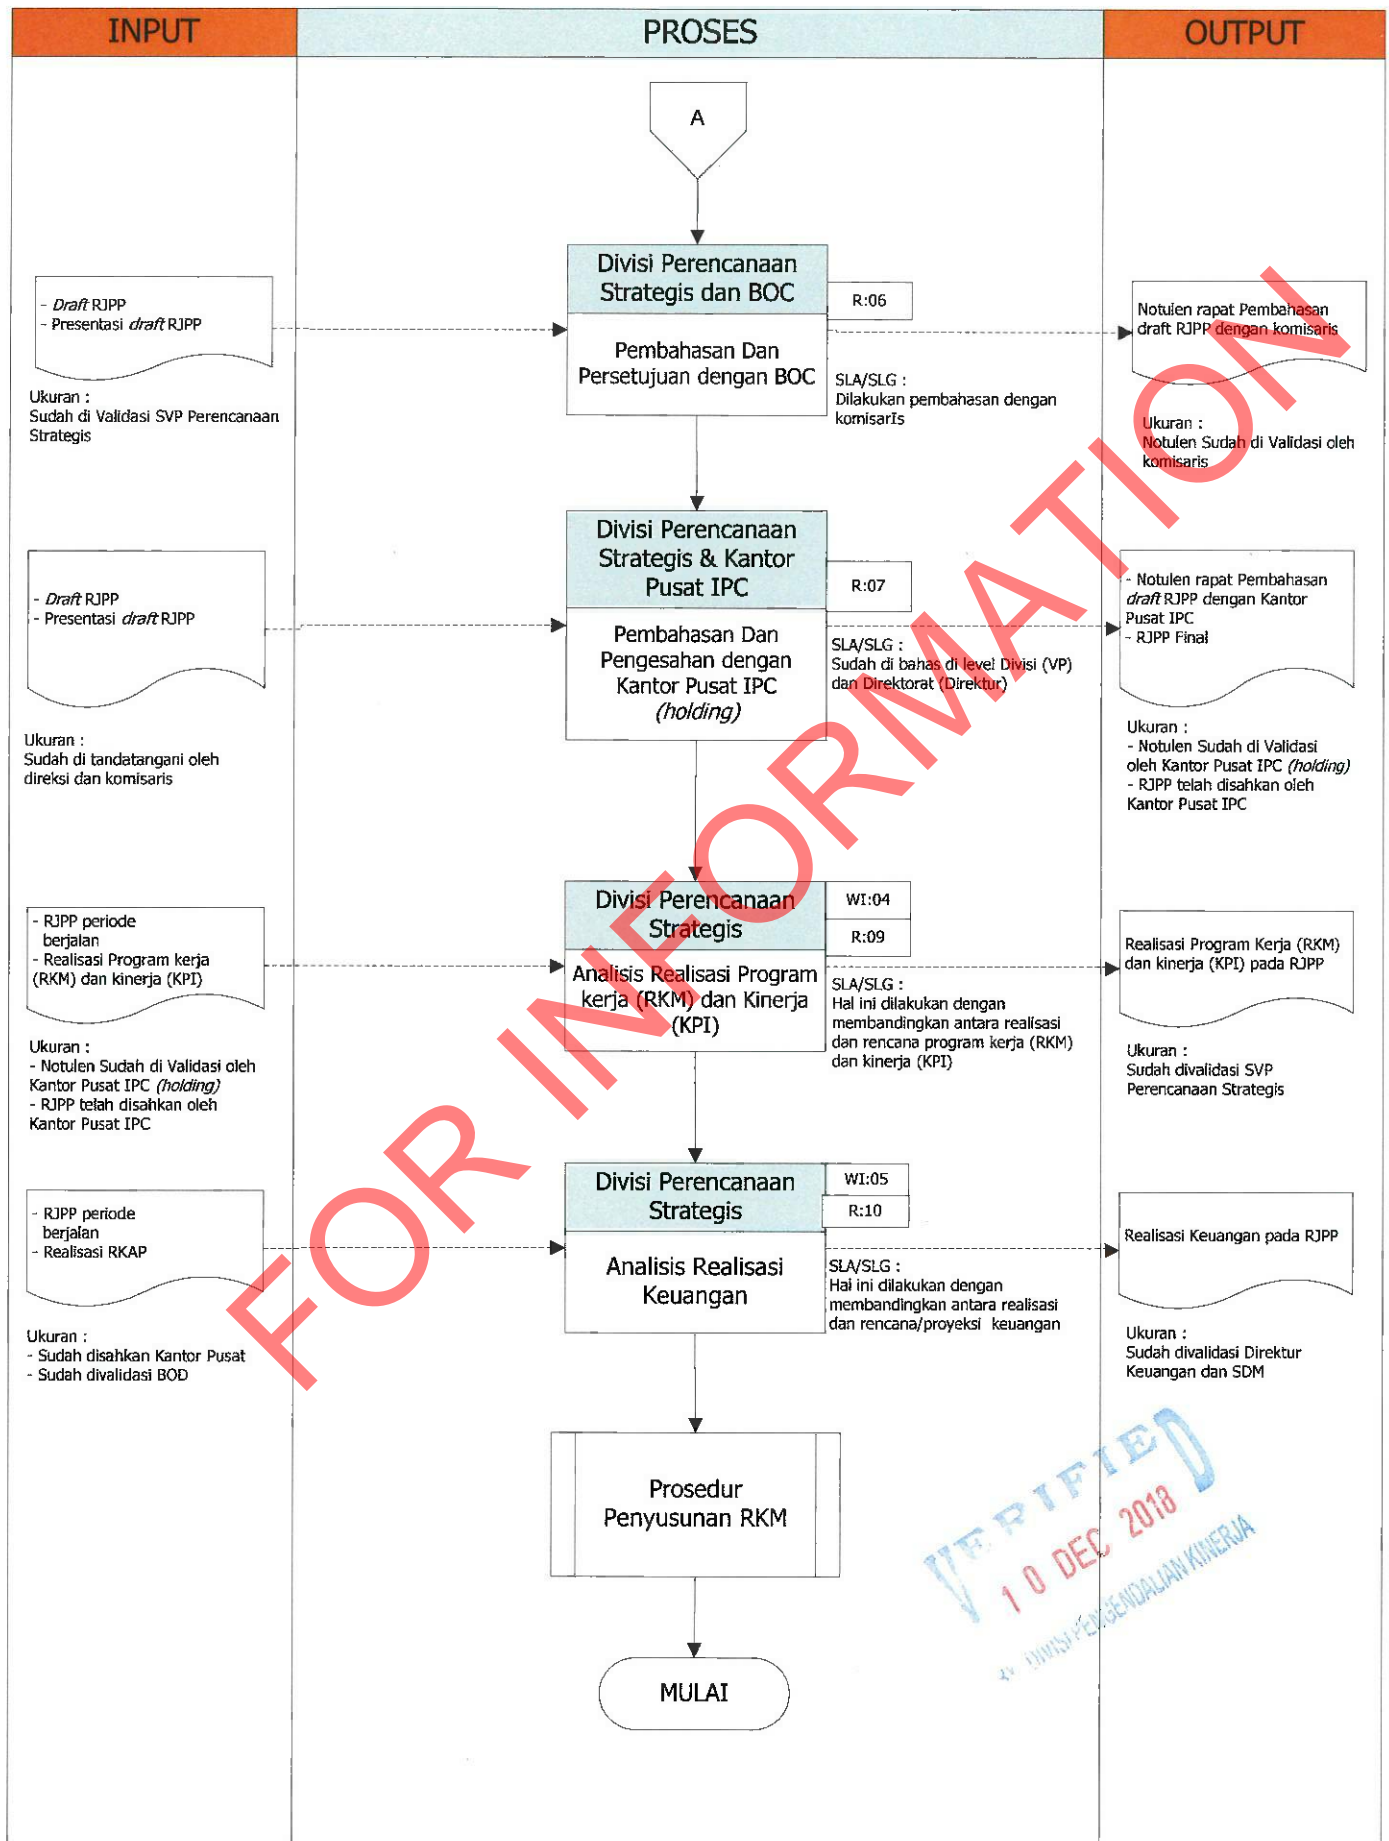 INPUT
PROSES
OUTPUT
A
Divisi Perencanaan
Strategis dan BOC
R:06
- Draft RJPP
- Presentasi draft RJPP
Pembahasan Dan
Persetujuan dengan BOC
Notulen rapat Pembahasan
draft RJPP dengan komisaris
Ukuran :
Sudah di Validasi SVP Perencanaan
Strategis
SLA/SLG :
Dilakukan pembahasan dengan
komisarIs
Ukuran :
Notulen Sudah di Validasi oleh
komisaris
Divisi Perencanaan
Strategis & Kantor
Pusat IPC
R:07
- Draft RJPP
- Presentasi draft RJPP
Pembahasan Dan
Pengesahan dengan
Kantor Pusat IPC
(holding)
- Notulen rapat Pembahasan
draft RJPP dengan Kantor
Pusat IPC
- RJPP Final
SLA/SLG :
Sudah di bahas di level Divisi (VP)
dan Direktorat (Direktur)
Ukuran :
Sudah di tandatangani oleh
direksi dan komisaris
Ukuran :
- Notulen Sudah di Validasi
oleh Kantor Pusat IPC (holding)
- RJPP telah disahkan oleh
Kantor Pusat IPC
Divisi Perencanaan
Strategis
WI:04
R:09
- RJPP periode
berjalan
- Realisasi Program kerja
(RKM) dan kinerja (KPI)
Analisis Realisasi Program
kerja (RKM) dan Kinerja
(KPI)
Realisasi Program Kerja (RKM)
dan kinerja (KPI) pada RJPP
SLA/SLG :
Hal ini dilakukan dengan
membandingkan antara realisasi
dan rencana program kerja (RKM)
dan kinerja (KPI)
Ukuran :
- Notulen Sudah di Validasi oleh
Kantor Pusat IPC (holding)
- RJPP telah disahkan oleh
Kantor Pusat IPC
Ukuran :
Sudah divalidasi SVP
Perencanaan Strategis
Divisi Perencanaan
Strategis
WI:05
R:10
- RJPP periode
berjalan
- Realisasi RKAP
Analisis Realisasi
Keuangan
Realisasi Keuangan pada RJPP
SLA/SLG :
Hal ini dilakukan dengan
membandingkan antara realisasi
dan rencana/proyeksi keuangan
Ukuran :
- Sudah disahkan Kantor Pusat
- Sudah divalidasi BOD
Ukuran :
Sudah divalidasi Direktur
Keuangan dan SDM
Prosedur
Penyusunan RKM
MULAI
FOR INFORMATION
VERIFIED
10 DEC 2018
DIVISI PENGENDALIAN KINERJA